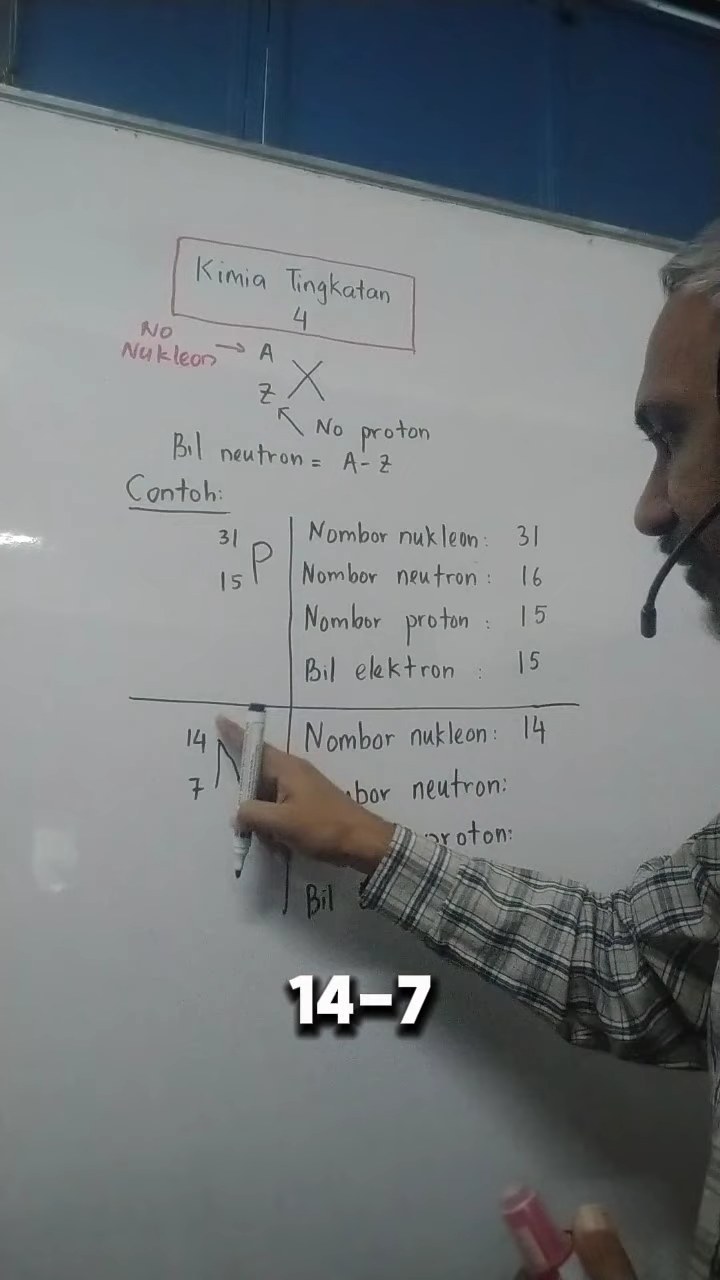 Kimia Tingkatan
4
No
Nukleon → A
X
Z
No proton
Bil neutron = A-Z
Contoh:
31
P
15
Nombor nukleon: 31
Nombor neutron: 16
Nombor proton: 15
Bil elektron : 15
14
N
7
Nombor nukleon: 14
bor neutron:
proton:
Bil
14-7